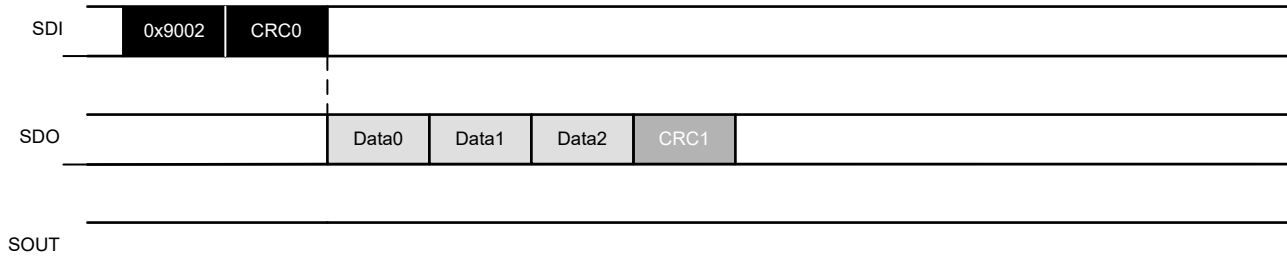 SDI 0x9002 CRC0
SDO Data0 Data1 Data2 CRC1
SOUT